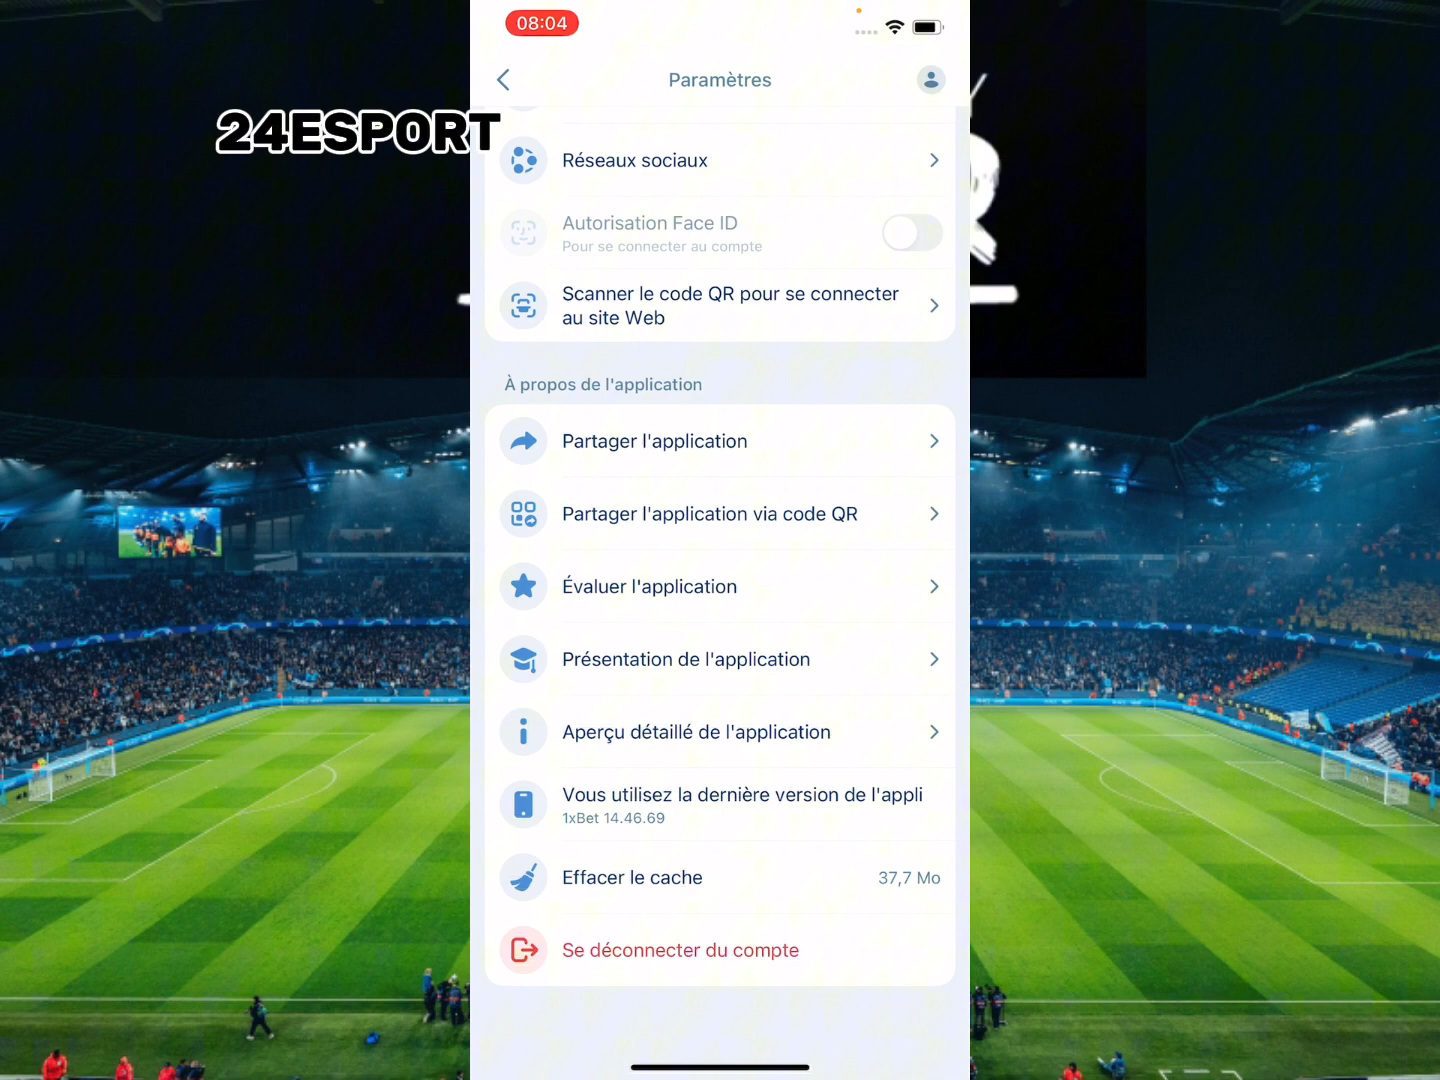 08:04
Paramètres
24ESPORT
Réseaux sociaux
Autorisation Face ID
Pour se connecter au compte
Scanner le code QR pour se connecter
au site Web
À propos de l'application
Partager l'application
Partager l'application via code QR
Évaluer l'application
Présentation de l'application
Aperçu détaillé de l'application
Vous utilisez la dernière version de l'appli
1xBet 14.46.69
Effacer le cache
37,7 Mo
Se déconnecter du compte